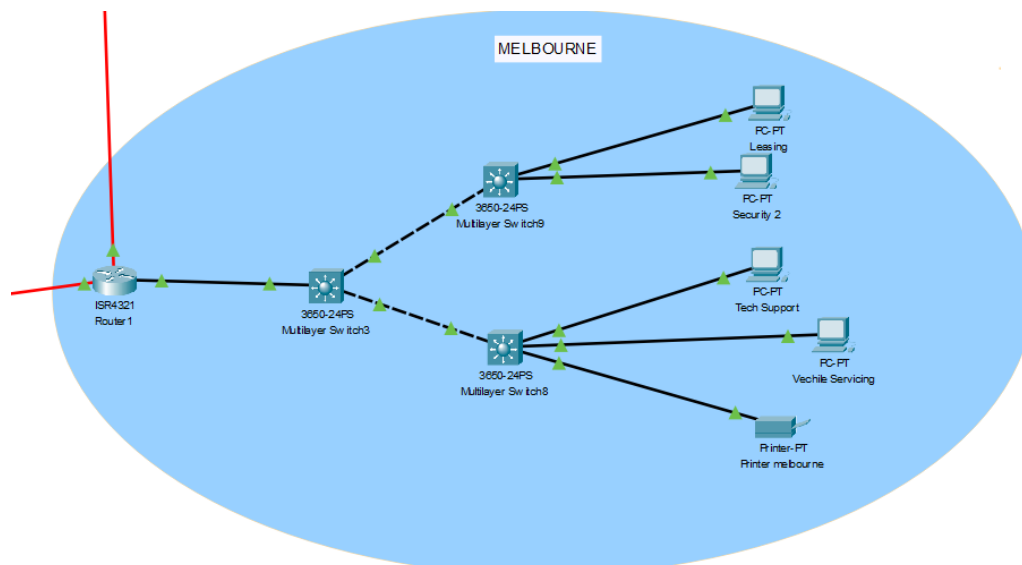 MELBOURNE
PC-PT
Leasing
3650-24PS
Multilayer Switch9
PC-PT
Security 2
ISR4321
Router1
3650-24PS
Multilayer Switch3
PC-PT
Tech Support
3650-24PS
Multilayer Switch8
PC-PT
Vechile Servicing
Printer-PT
Printer melbourne